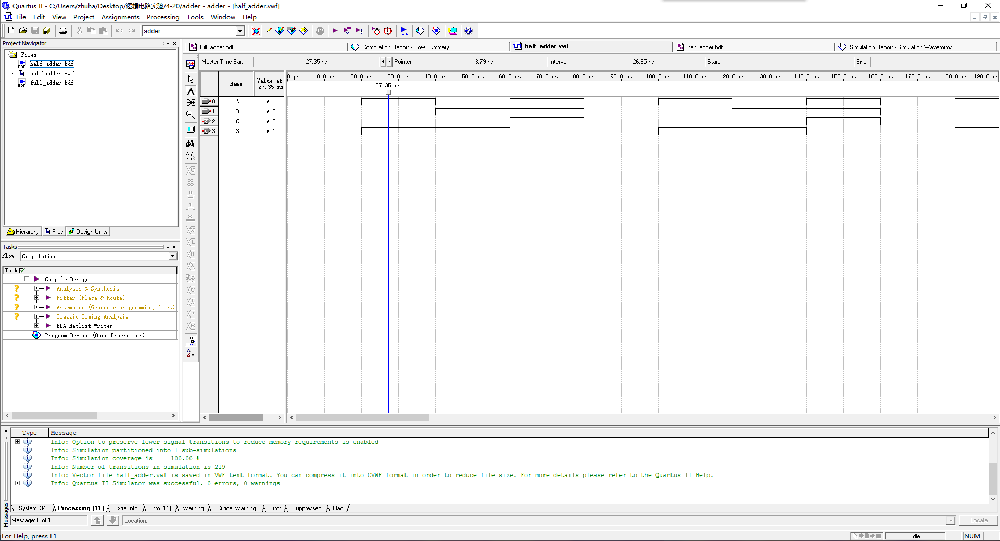 Quartus II - C:/Users/zhuha/Desktop/逻辑电路实验/4-20/adder - adder - [half_adder.vwf]
File Edit View Project Assignments Processing Tools Window Help
adder
Project Navigator
Files
half_adder.bdf
half_adder.vwf
full_adder.bdf
Hierarchy Files Design Units
Tasks
Flow: Compilation
Task
Compile Design
Analysis & Synthesis
Fitter (Place & Route)
Assembler (Generate programming files)
Classic Timing Analysis
EDA Netlist Writer
Program Device (Open Programmer)
full_adder.bdf Compilation Report - Flow Summary half_adder.vwf half_adder.bdf Simulation Report - Simulation Waveforms
Master Time Bar: 27.35 ns Pointer: 3.79 ns Interval: -26.65 ns Start: End:
Name Value at 27.35 ns
0 ps 10.0 ns 20.0 ns 30.0 ns 40.0 ns 50.0 ns 60.0 ns 70.0 ns 80.0 ns 90.0 ns 100.0 ns 110.0 ns 120.0 ns 130.0 ns 140.0 ns 150.0 ns 160.0 ns 170.0 ns 180.0 ns 190.0 ns
27.35 ns
0 A A 1
1 B A 0
2 C A 0
3 S A 1
Type Message
Info: Option to preserve fewer signal transitions to reduce memory requirements is enabled
Info: Simulation partitioned into 1 sub-simulations
Info: Simulation coverage is 100.00 %
Info: Number of transitions in simulation is 219
Info: Vector file half_adder.vwf is saved in VWF text format. You can compress it into CVWF format in order to reduce file size. For more details please refer to the Quartus II Help.
Info: Quartus II Simulator was successful. 0 errors, 0 warnings
System (34) Processing (11) Extra Info Info (11) Warning Critical Warning Error Suppressed Flag
Messages
Message: 0 of 19 Location: Locate
For Help, press F1 Idle NUM